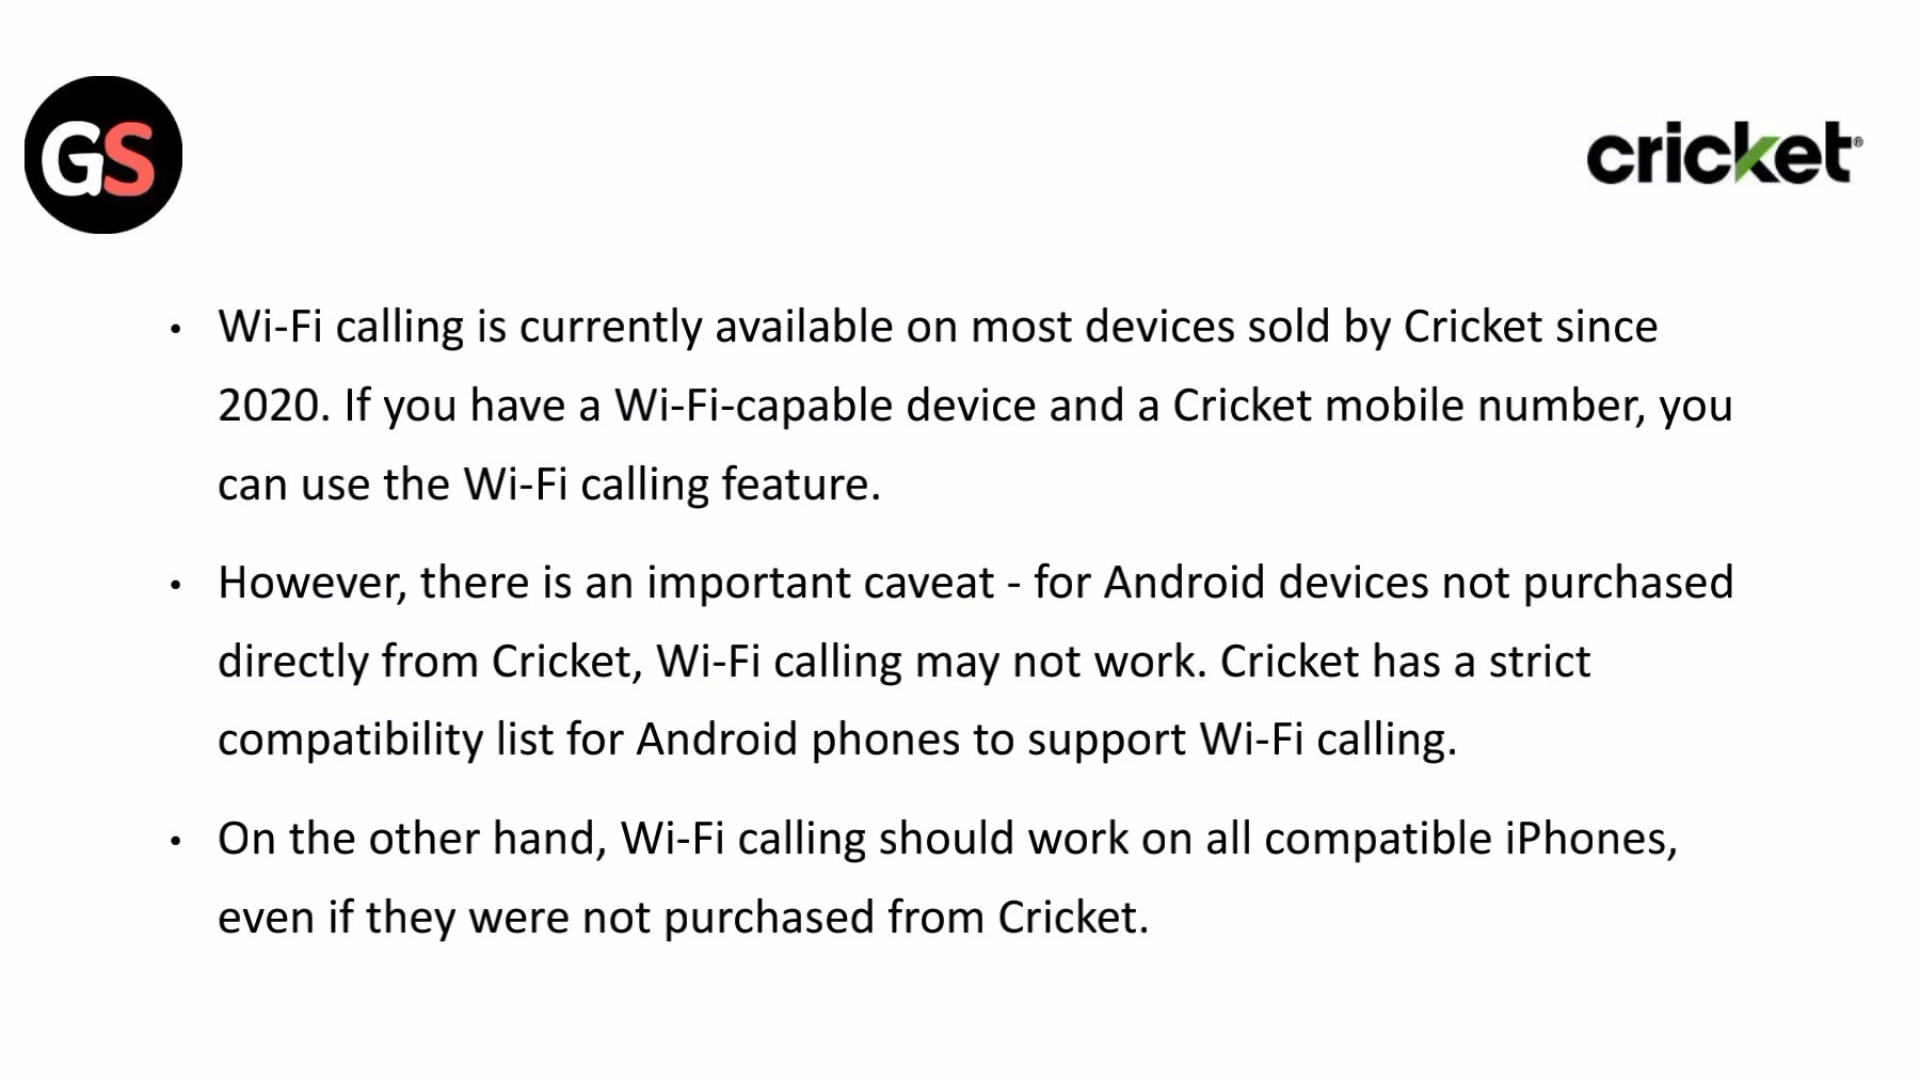 GS
cricket®
• Wi-Fi calling is currently available on most devices sold by Cricket since
2020. If you have a Wi-Fi-capable device and a Cricket mobile number, you
can use the Wi-Fi calling feature.
• However, there is an important caveat - for Android devices not purchased
directly from Cricket, Wi-Fi calling may not work. Cricket has a strict
compatibility list for Android phones to support Wi-Fi calling.
• On the other hand, Wi-Fi calling should work on all compatible iPhones,
even if they were not purchased from Cricket.